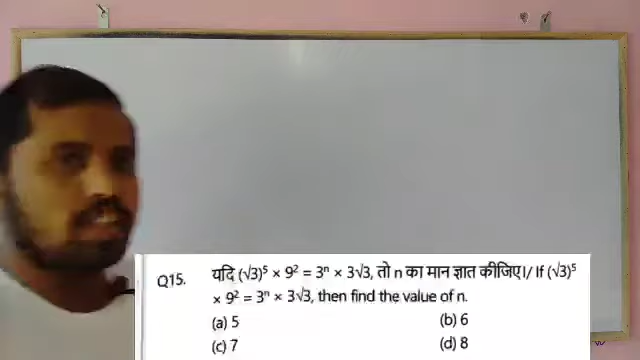 Q15. यदि (√3)⁵ × 9² = 3ⁿ × 3√3, तो n का मान ज्ञात कीजिए।/ If (√3)⁵
× 9² = 3ⁿ × 3√3, then find the value of n.
(a) 5 (b) 6
(c) 7 (d) 8